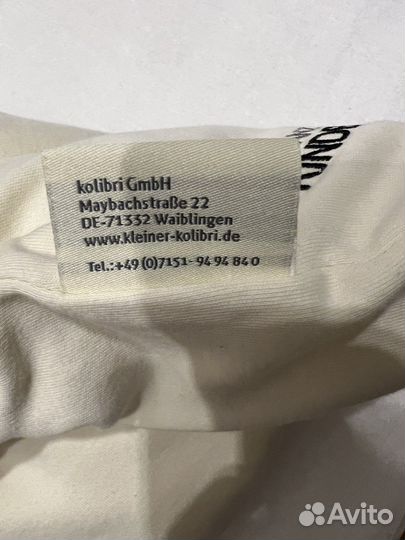 kolibri GmbH
Maybachstraße 22
DE-71332 Waiblingen
www.kleiner-kolibri.de
Tel.:+49 (0)7151- 94 94 84 0
Avito